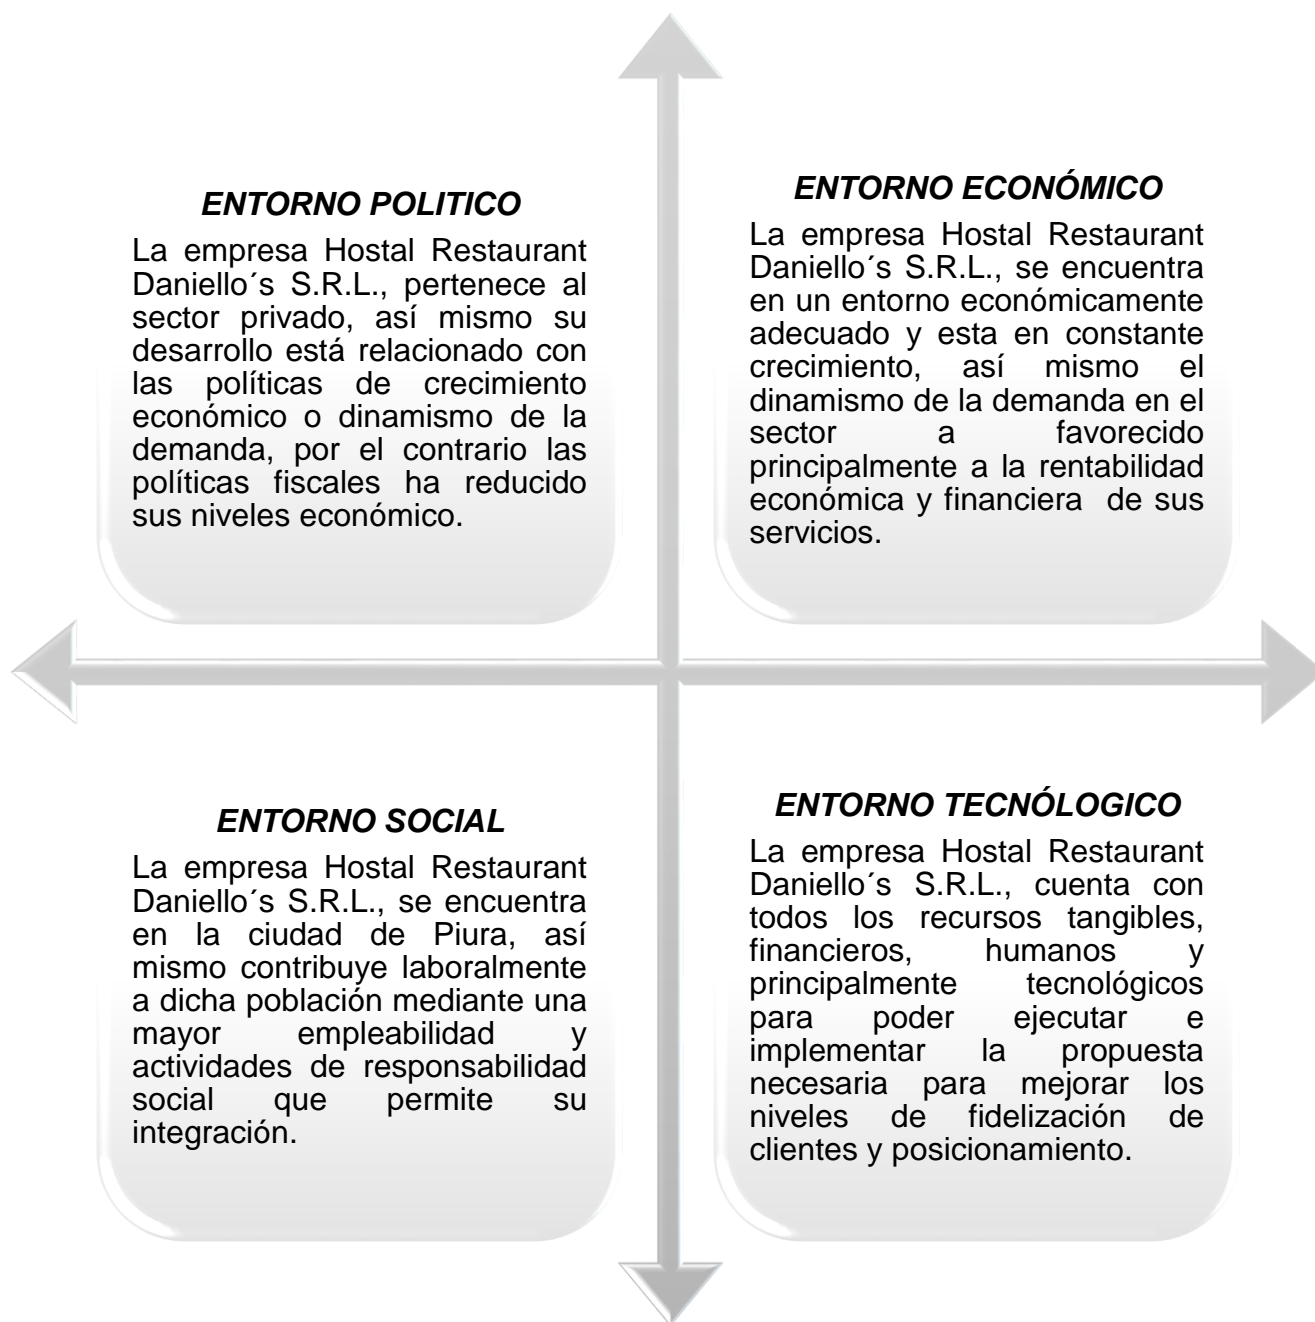 ENTORNO POLITICO
La empresa Hostal Restaurant
Daniello´s S.R.L., pertenece al
sector privado, así mismo su
desarrollo está relacionado con
las políticas de crecimiento
económico o dinamismo de la
demanda, por el contrario las
políticas fiscales ha reducido
sus niveles económico.
ENTORNO ECONÓMICO
La empresa Hostal Restaurant
Daniello´s S.R.L., se encuentra
en un entorno económicamente
adecuado y esta en constante
crecimiento, así mismo el
dinamismo de la demanda en el
sector a favorecido
principalmente a la rentabilidad
económica y financiera de sus
servicios.
ENTORNO SOCIAL
La empresa Hostal Restaurant
Daniello´s S.R.L., se encuentra
en la ciudad de Piura, así
mismo contribuye laboralmente
a dicha población mediante una
mayor empleabilidad y
actividades de responsabilidad
social que permite su
integración.
ENTORNO TECNÓLOGICO
La empresa Hostal Restaurant
Daniello´s S.R.L., cuenta con
todos los recursos tangibles,
financieros, humanos y
principalmente tecnológicos
para poder ejecutar e
implementar la propuesta
necesaria para mejorar los
niveles de fidelización de
clientes y posicionamiento.